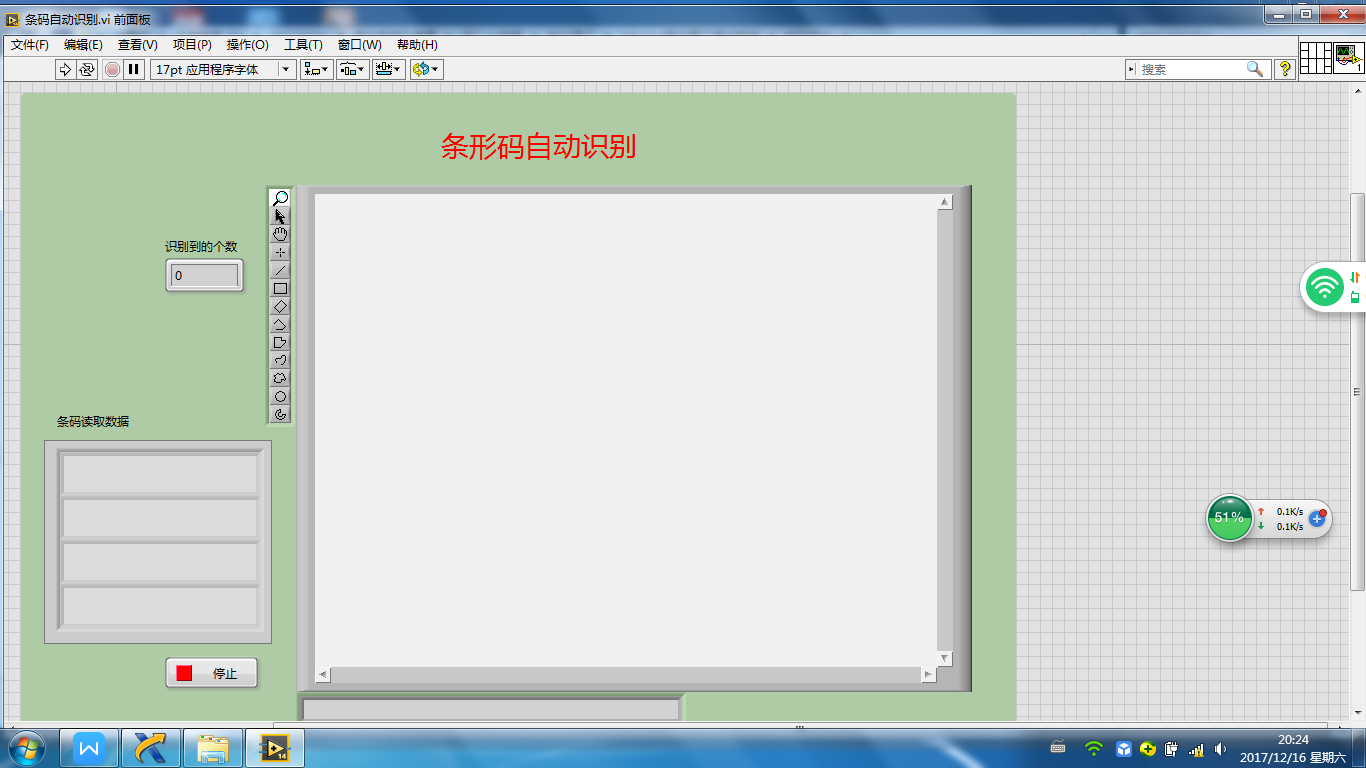 条码自动识别.vi 前面板
文件(F) 编辑(E) 查看(V) 项目(P) 操作(O) 工具(T) 窗口(W) 帮助(H)
17pt 应用程序字体
搜索
?
1
条形码自动识别
识别到的个数
0
条码读取数据
停止
51%
0.1K/s
0.1K/s
W
14
20:24
2017/12/16 星期六